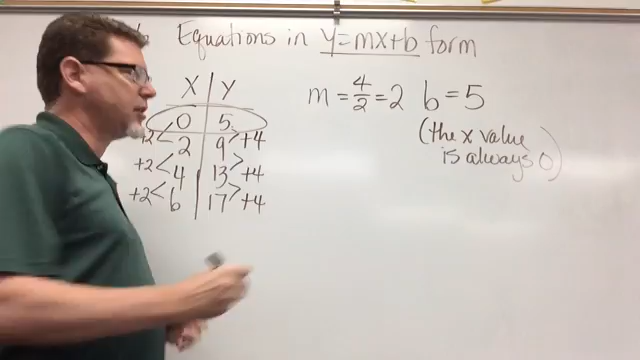 Equations in y=mx+b form
X Y
0 5
+2 2 9 +4
+2 4 13 +4
+2 6 17 +4
m = 4/2 = 2 b = 5
(the x value
is always 0)